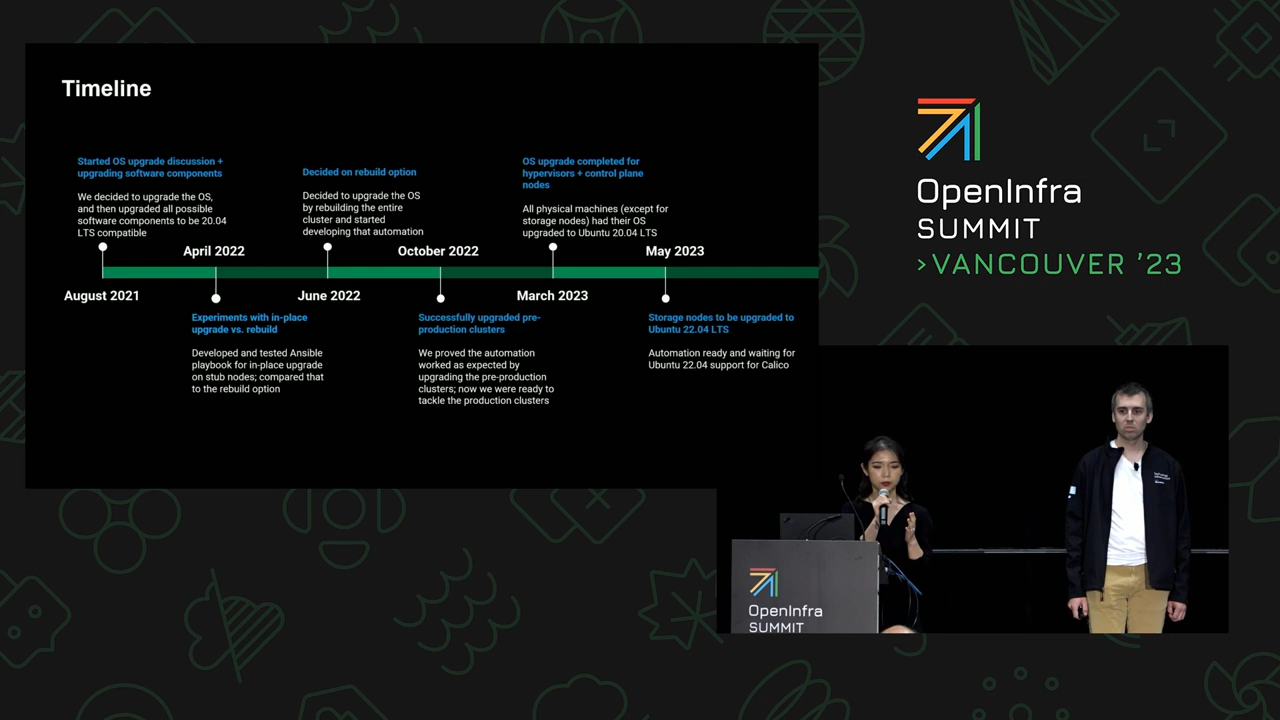 Timeline
Started OS upgrade discussion +
upgrading software components
We decided to upgrade the OS,
and then upgraded all possible
software components to be 20.04
LTS compatible
August 2021
April 2022
Experiments with in-place
upgrade vs. rebuild
Developed and tested Ansible
playbook for in-place upgrade
on stub nodes; compared that
to the rebuild option
Decided on rebuild option
Decided to upgrade the OS
by rebuilding the entire
cluster and started
developing that automation
June 2022
October 2022
Successfully upgraded pre-
production clusters
We proved the automation
worked as expected by
upgrading the pre-production
clusters; now we were ready to
tackle the production clusters
OS upgrade completed for
hypervisors + control plane
nodes
All physical machines (except for
storage nodes) had their OS
upgraded to Ubuntu 20.04 LTS
March 2023
May 2023
Storage nodes to be upgraded to
Ubuntu 22.04 LTS
Automation ready and waiting for
Ubuntu 22.04 support for Calico
OpenInfra
SUMMIT
>VANCOUVER '23
OpenInfra
SUMMIT